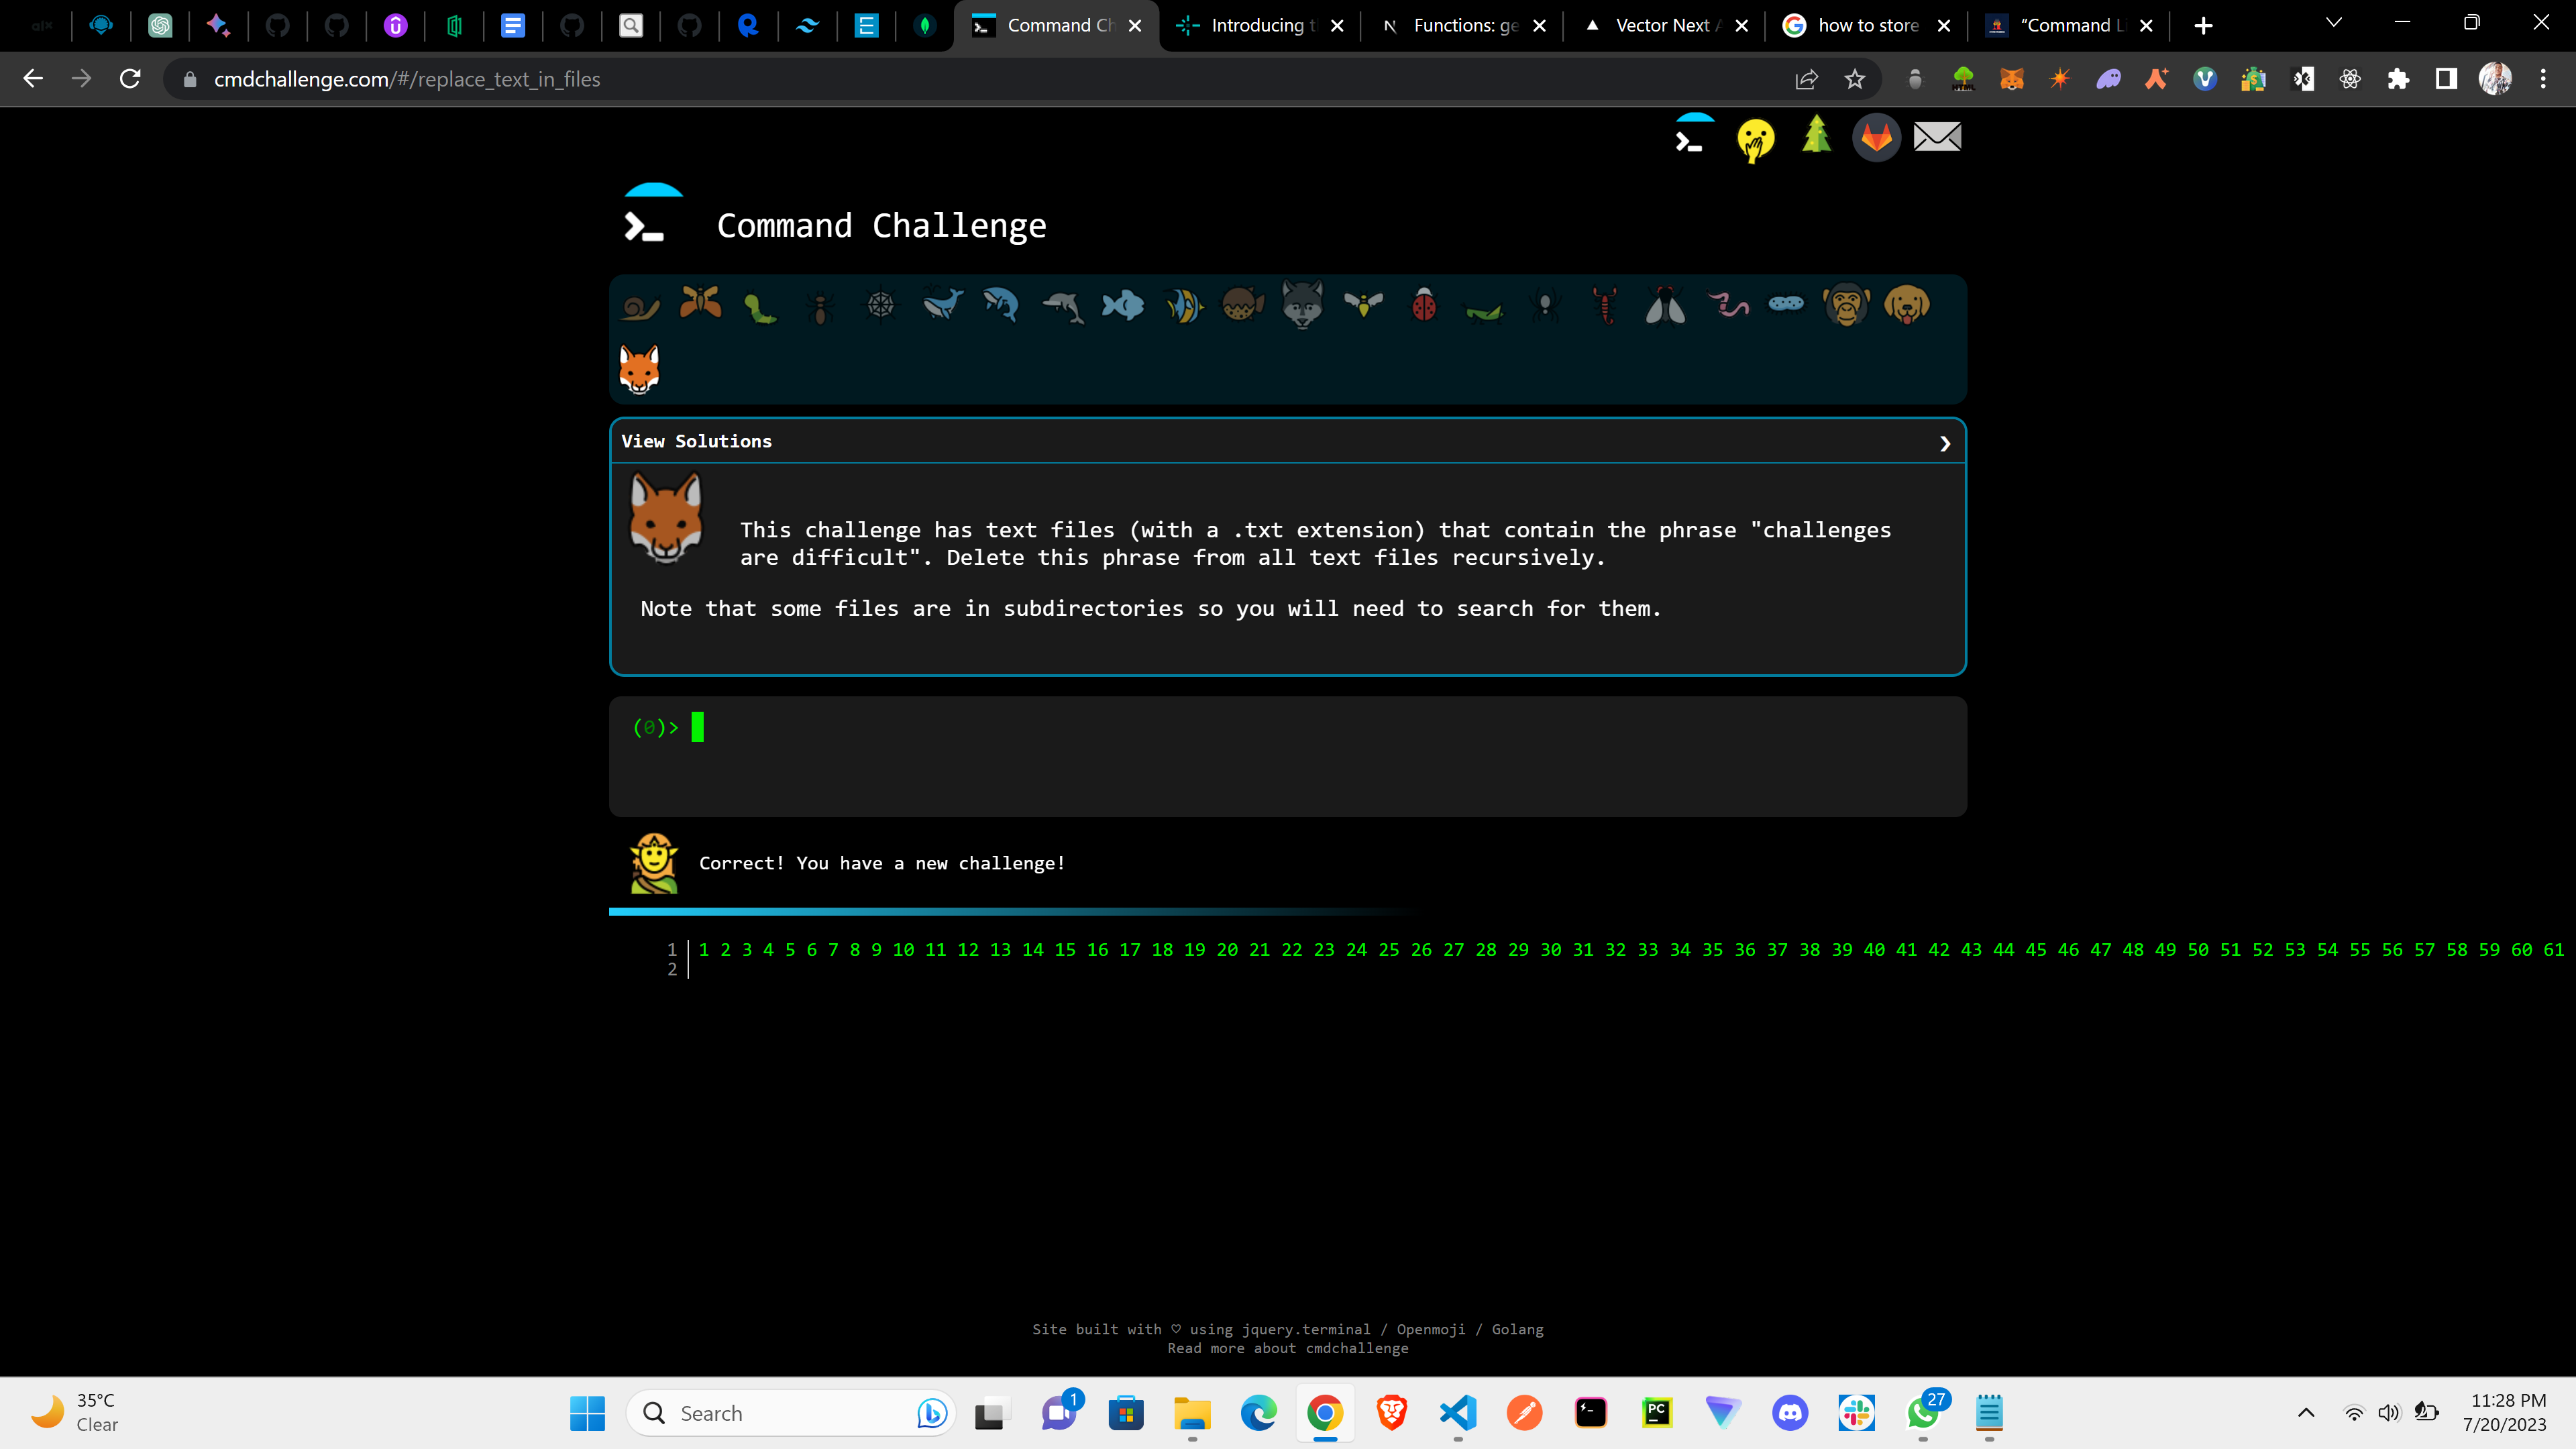 Command Ch
Introducing t
Functions: ge
Vector Next A
how to store
“Command Li
cmdchallenge.com/#/replace_text_in_files
Command Challenge
View Solutions
This challenge has text files (with a .txt extension) that contain the phrase "challenges
are difficult". Delete this phrase from all text files recursively.
Note that some files are in subdirectories so you will need to search for them.
(0)>
Correct! You have a new challenge!
1 1 2 3 4 5 6 7 8 9 10 11 12 13 14 15 16 17 18 19 20 21 22 23 24 25 26 27 28 29 30 31 32 33 34 35 36 37 38 39 40 41 42 43 44 45 46 47 48 49 50 51 52 53 54 55 56 57 58 59 60 61
2
Site built with ♡ using jquery.terminal / Openmoji / Golang
Read more about cmdchallenge
35°C
Clear
Search
1
PC
27
11:28 PM
7/20/2023